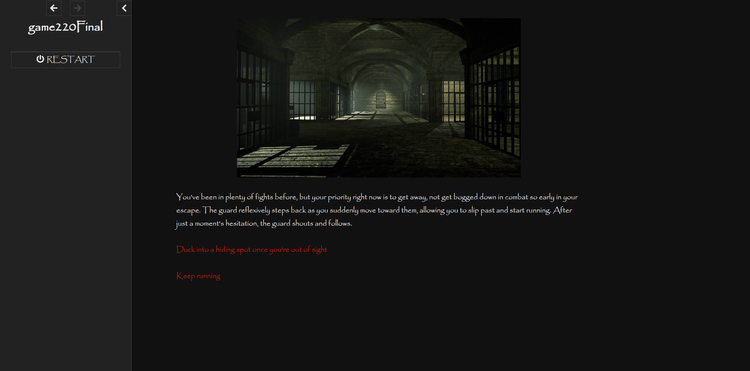 game220Final
RESTART
You've been in plenty of fights before, but your priority right now is to get away, not get bogged down in combat so early in your
escape. The guard reflexively steps back as you suddenly move toward them, allowing you to slip past and start running. After
just a moment's hesitation, the guard shouts and follows.
Duck into a hiding spot once you're out of sight
Keep running